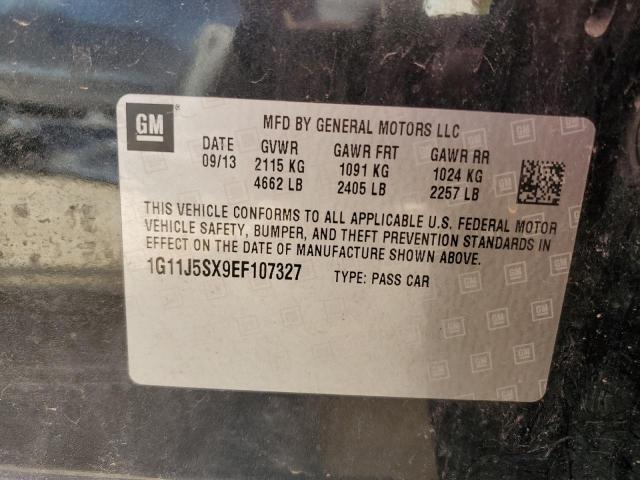 GM
MFD BY GENERAL MOTORS LLC
DATE GVWR GAWR FRT GAWR RR
09/13 2115 KG 1091 KG 1024 KG
4662 LB 2405 LB 2257 LB
THIS VEHICLE CONFORMS TO ALL APPLICABLE U.S. FEDERAL MOTOR
VEHICLE SAFETY, BUMPER, AND THEFT PREVENTION STANDARDS IN
EFFECT ON THE DATE OF MANUFACTURE SHOWN ABOVE.
1G11J5SX9EF107327 TYPE: PASS CAR